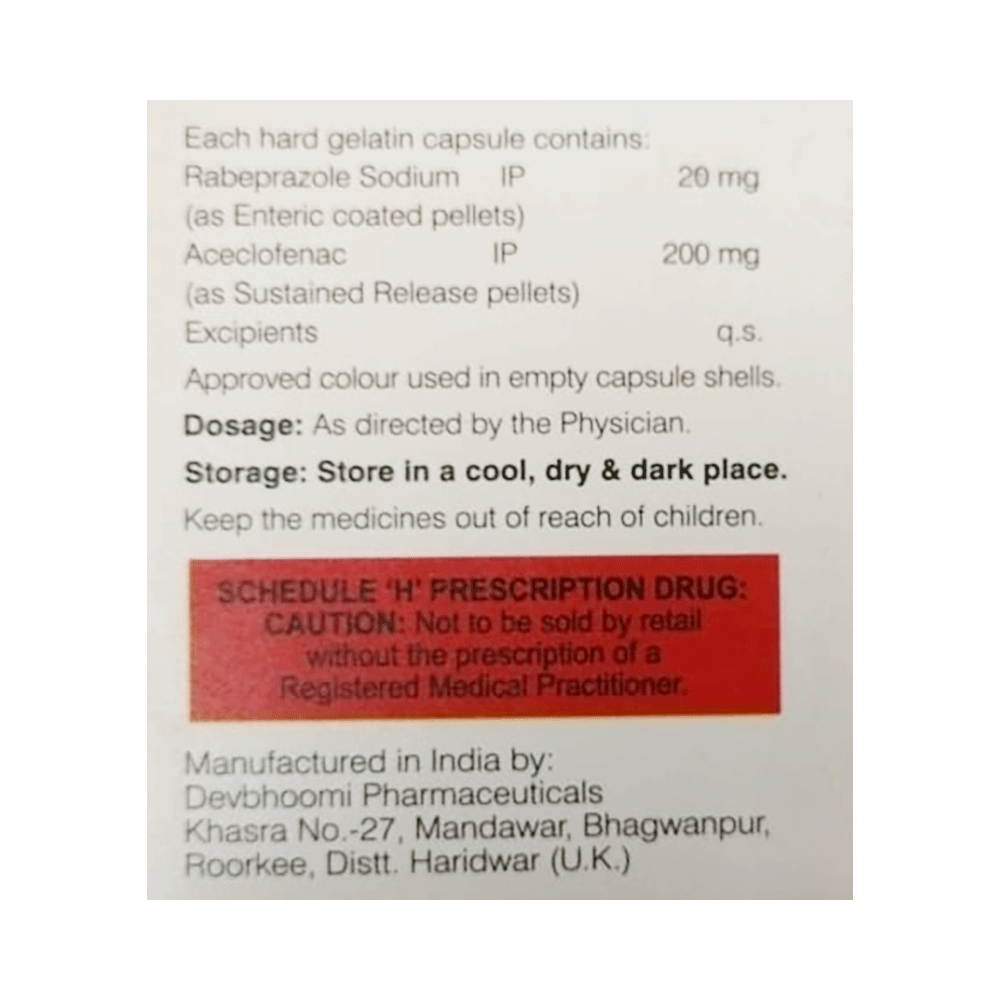 Each hard gelatin capsule contains:
Rabeprazole Sodium IP 20 mg
(as Enteric coated pellets)
Aceclofenac IP 200 mg
(as Sustained Release pellets)
Excipients q.s.
Approved colour used in empty capsule shells.
Dosage: As directed by the Physician.
Storage: Store in a cool, dry & dark place.
Keep the medicines out of reach of children.
SCHEDULE 'H' PRESCRIPTION DRUG:
CAUTION: Not to be sold by retail
without the prescription of a
Registered Medical Practitioner.
Manufactured in India by:
Devbhoomi Pharmaceuticals
Khasra No.-27, Mandawar, Bhagwanpur,
Roorkee, Distt. Haridwar (U.K.)